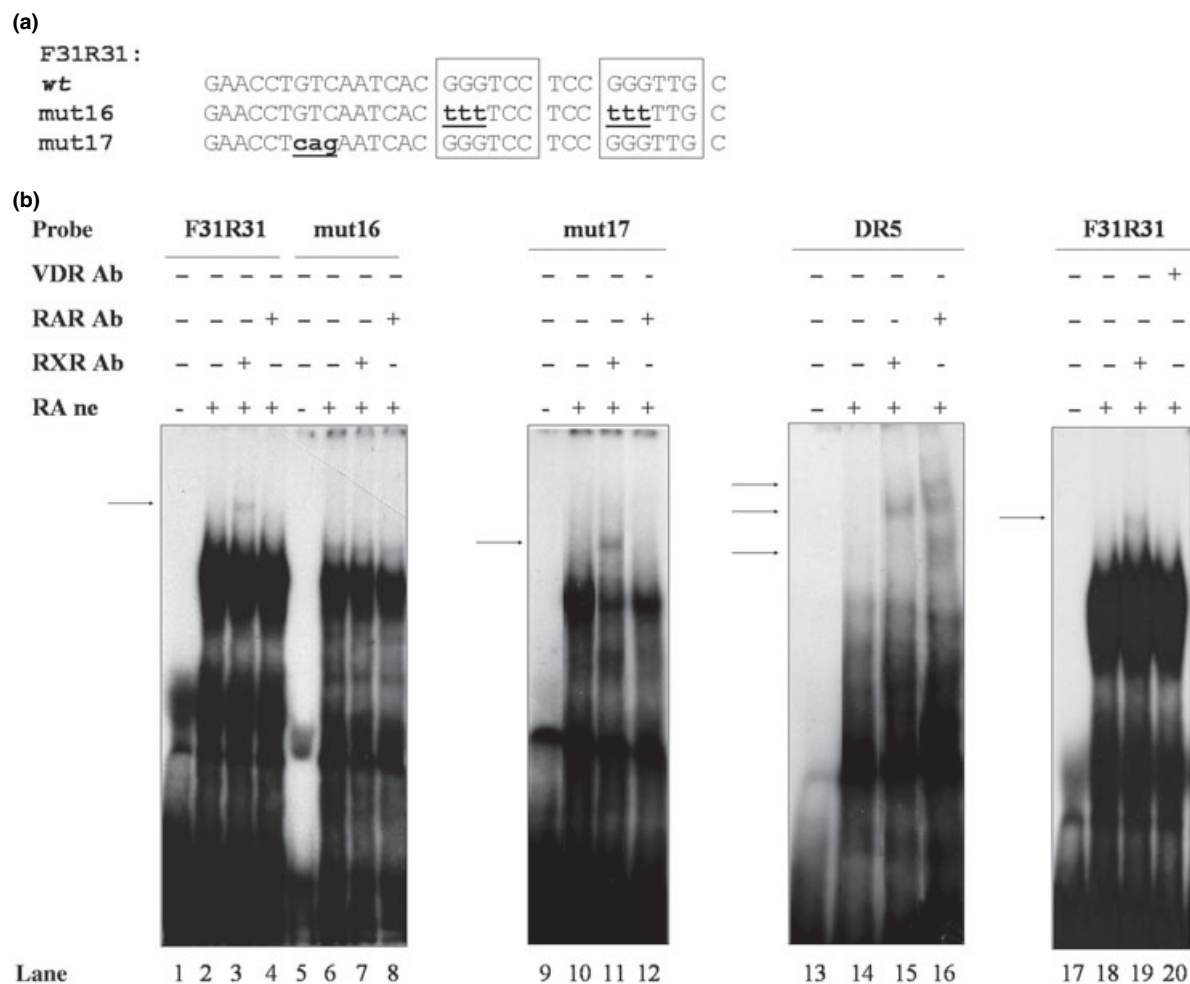 (a)
F31R31:
wt GAACCTGTCAATCAC GGGTCC TCC GGGTTG C
mut16 GAACCTGTCAATCAC tttTCC TCC tttTTG C
mut17 GAACCTcagAATCAC GGGTCC TCC GGGTTG C
(b)
Probe F31R31 mut16 mut17 DR5 F31R31
VDR Ab – – – – – – – – – – – – – – – – – – – +
RAR Ab – – – + – – – + – – – + – – – + – – – –
RXR Ab – – + – – – + – – – + – – – + – – – + –
RA ne - + + + - + + + - + + + – + + + – + + +
Lane 1 2 3 4 5 6 7 8 9 10 11 12 13 14 15 16 17 18 19 20